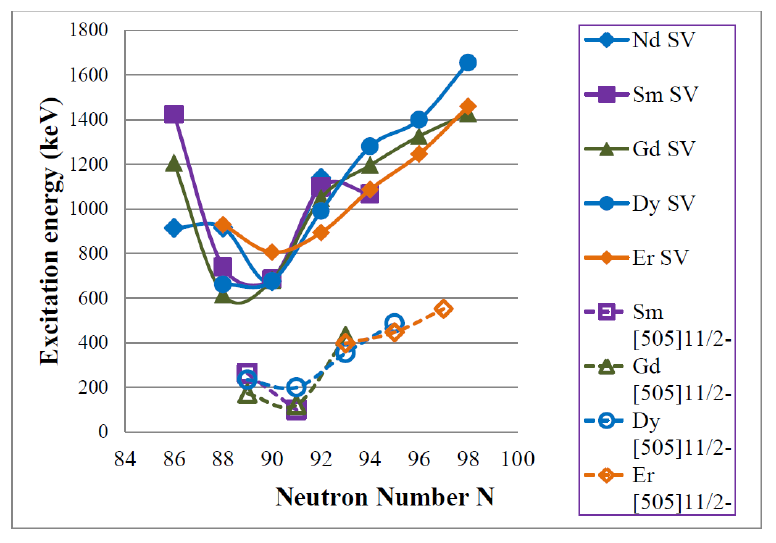 1800
1600
1400
1200
1000
800
600
400
200
0
84 86 88 90 92 94 96 98 100
Excitation energy (keV)
Neutron Number N
Nd SV
Sm SV
Gd SV
Dy SV
Er SV
Sm
[505]11/2-
Gd
[505]11/2-
Dy
[505]11/2-
Er
[505]11/2-